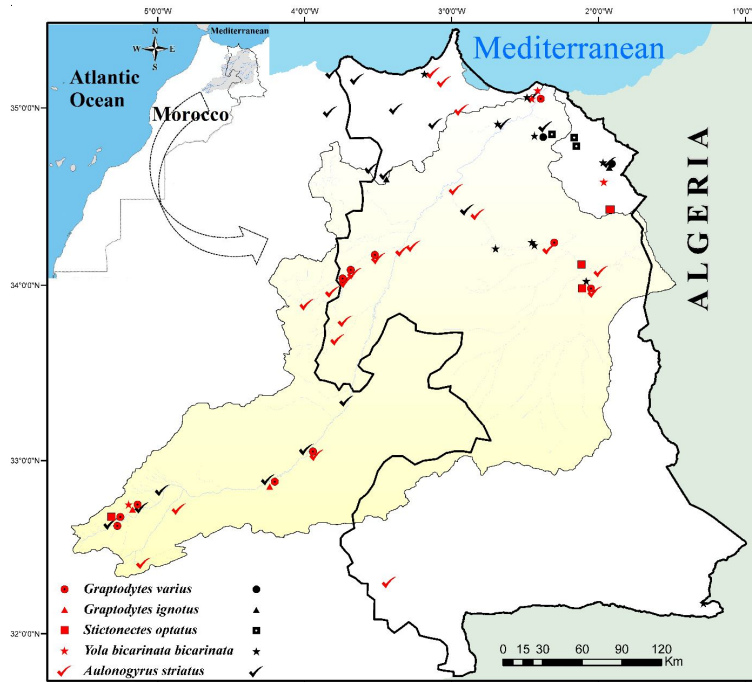 5°0'0"W 4°0'0"W 3°0'0"W 2°0'0"W 1°0'0"W
N
W E
S
Mediterranean
Mediterranean
Atlantic
Ocean
Morocco
35°0'0"N
34°0'0"N
33°0'0"N
32°0'0"N
ALGERIA
Graptodytes varius
Graptodytes ignotus
Stictonectes optatus
Yola bicarinata bicarinata
Aulonogyrus striatus
0 15 30 60 90 120
Km